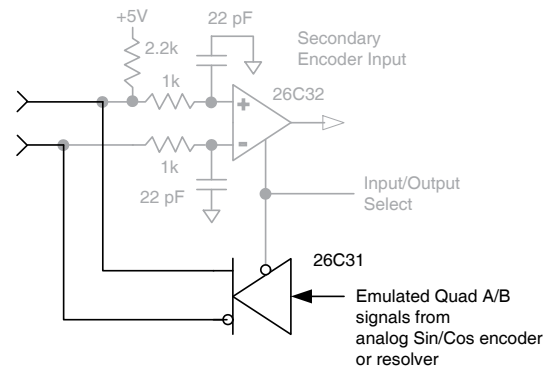 +5V
22 pF
2.2k
Secondary
Encoder Input
1k
26C32
+
-
1k
22 pF
Input/Output
Select
26C31
Emulated Quad A/B
signals from
analog Sin/Cos encoder
or resolver